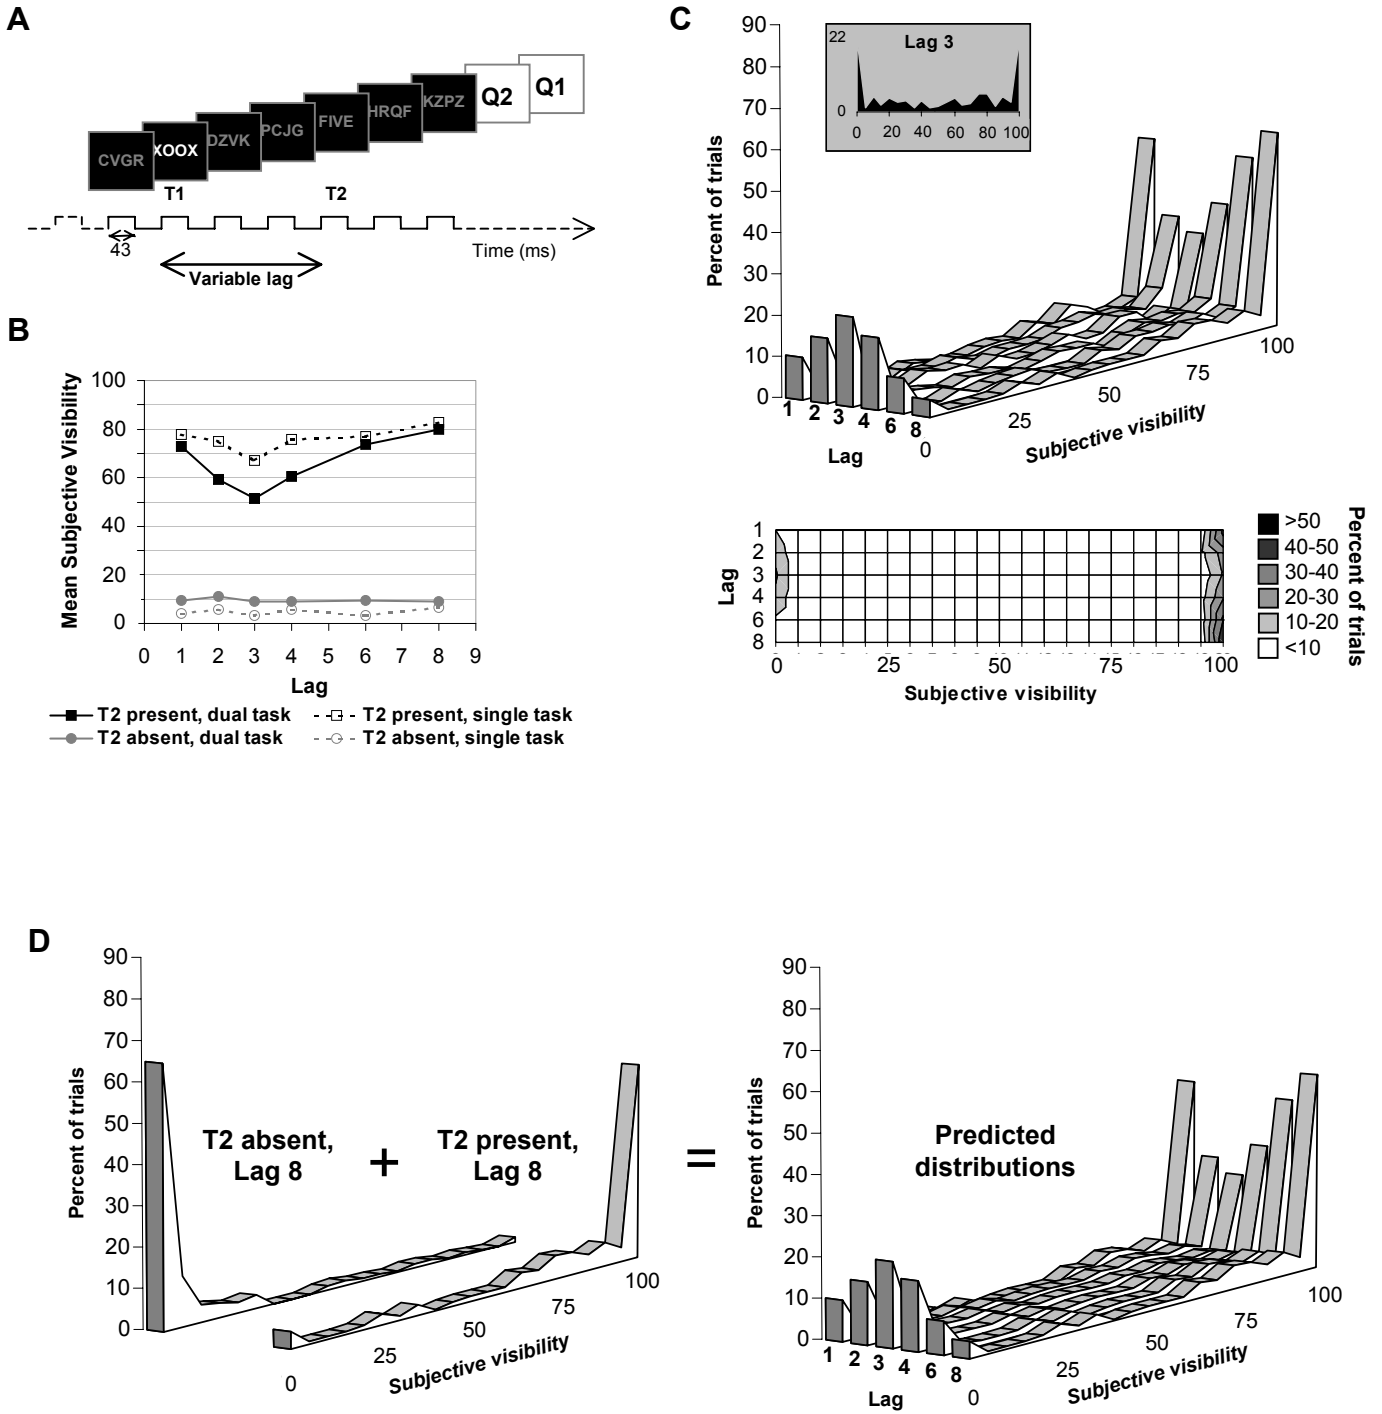 A
CVGR
XOOX
DZVK
PCJG
FIVE
HRQF
KZPZ
Q2
Q1
T1
T2
43
Time (ms)
Variable lag
B
Mean Subjective Visibility
100
80
60
40
20
0
0 1 2 3 4 5 6 7 8 9
Lag
T2 present, dual task
T2 present, single task
T2 absent, dual task
T2 absent, single task
C
Percent of trials
90
80
70
60
50
40
30
20
10
0
22
Lag 3
0
0 20 40 60 80 100
1 2 3 4 6 8
Lag
0
25
50
75
100
Subjective visibility
Lag
1
2
3
4
6
8
0 25 50 75 100
Subjective visibility
>50
40-50
30-40
20-30
10-20
<10
Percent of trials
D
Percent of trials
90
80
70
60
50
40
30
20
10
0
T2 absent,
Lag 8
+
T2 present,
Lag 8
0
25
50
75
100
Subjective visibility
=
Percent of trials
90
80
70
60
50
40
30
20
10
0
Predicted
distributions
1 2 3 4 6 8
Lag
0
25
50
75
100
Subjective visibility